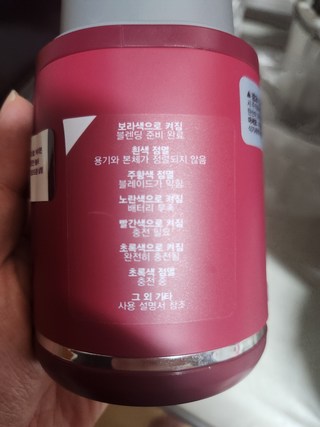 보라색으로 켜짐
블렌딩 준비 완료
흰색 점멸
용기와 본체가 정렬되지 않음
주황색 점멸
블레이드가 막힘
노란색으로 켜짐
배터리 부족
빨간색으로 켜짐
충전 필요
초록색으로 켜짐
완전히 충전됨
초록색 점멸
충전 중
그 외 기타
사용 설명서 참조